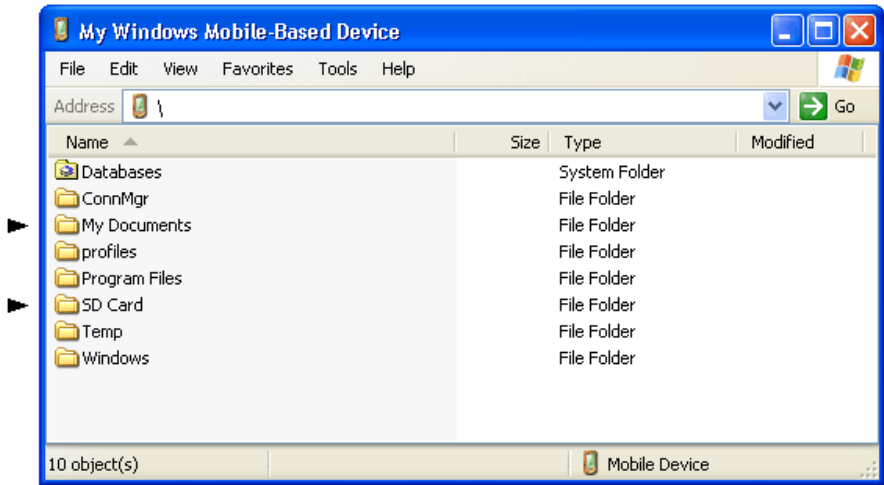 My Windows Mobile-Based Device
File Edit View Favorites Tools Help
Address \ Go
Name Size Type Modified
Databases System Folder
ConnMgr File Folder
My Documents File Folder
profiles File Folder
Program Files File Folder
SD Card File Folder
Temp File Folder
Windows File Folder
10 object(s) Mobile Device